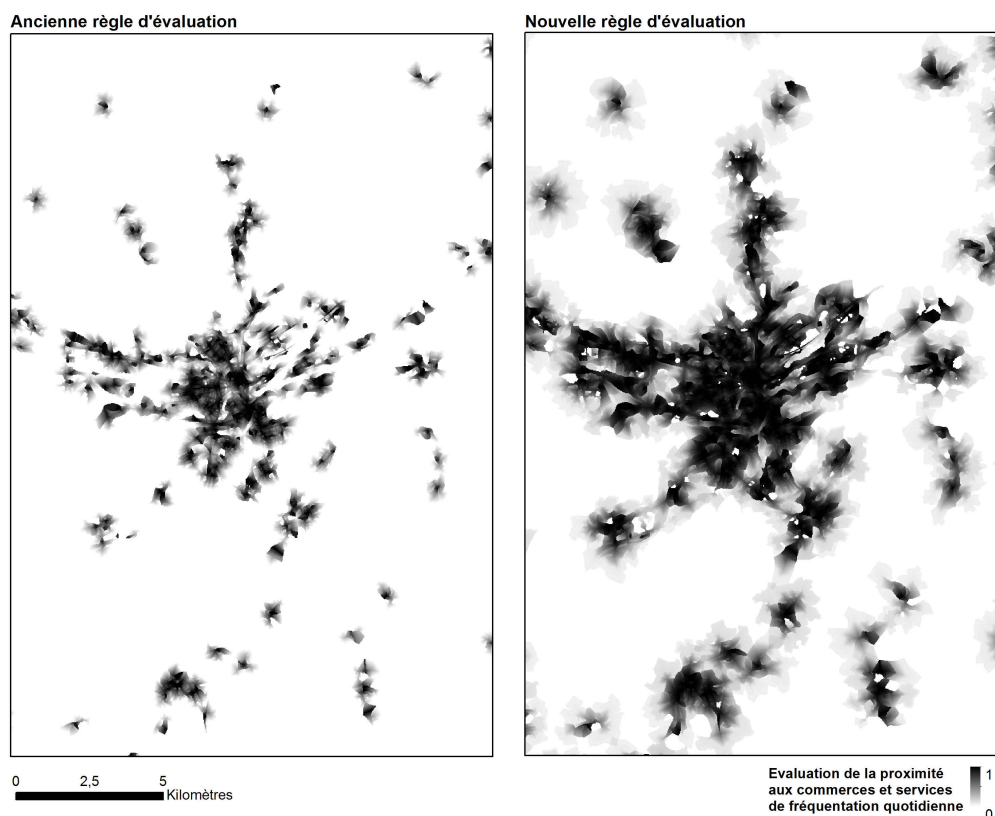 Ancienne règle d'évaluation
Nouvelle règle d'évaluation
0 2,5 5
Kilomètres
Evaluation de la proximité
aux commerces et services
de fréquentation quotidienne
1
0